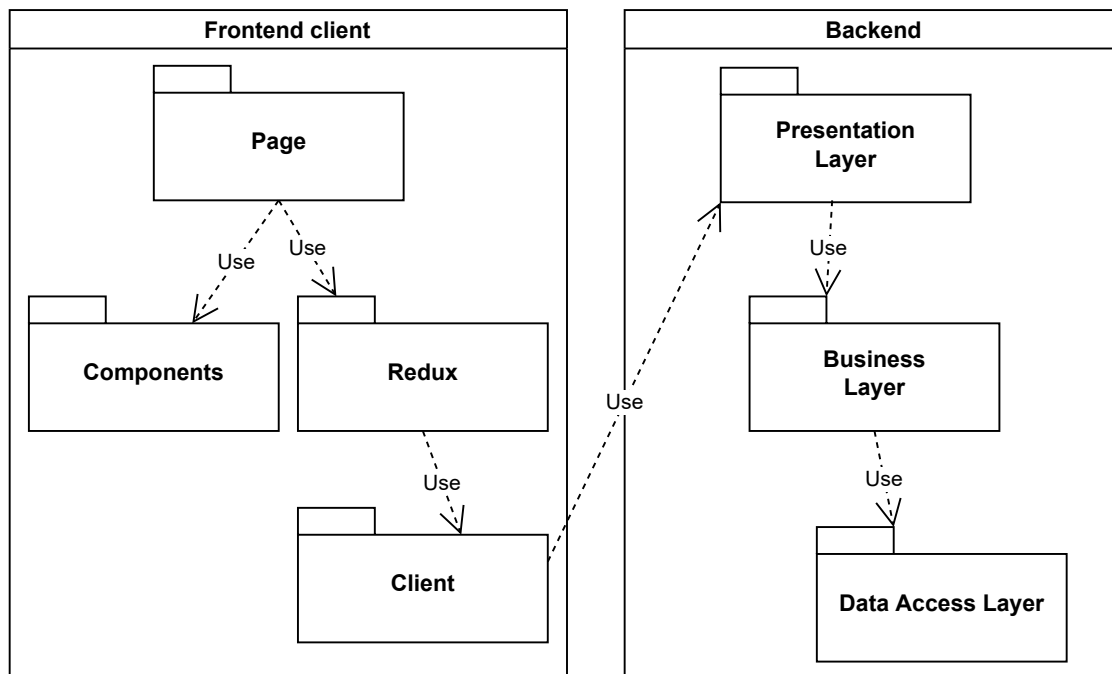 Frontend client
Backend
Page
Presentation
Layer
Use
Use
Use
Components
Redux
Business
Layer
Use
Use
Use
Client
Data Access Layer